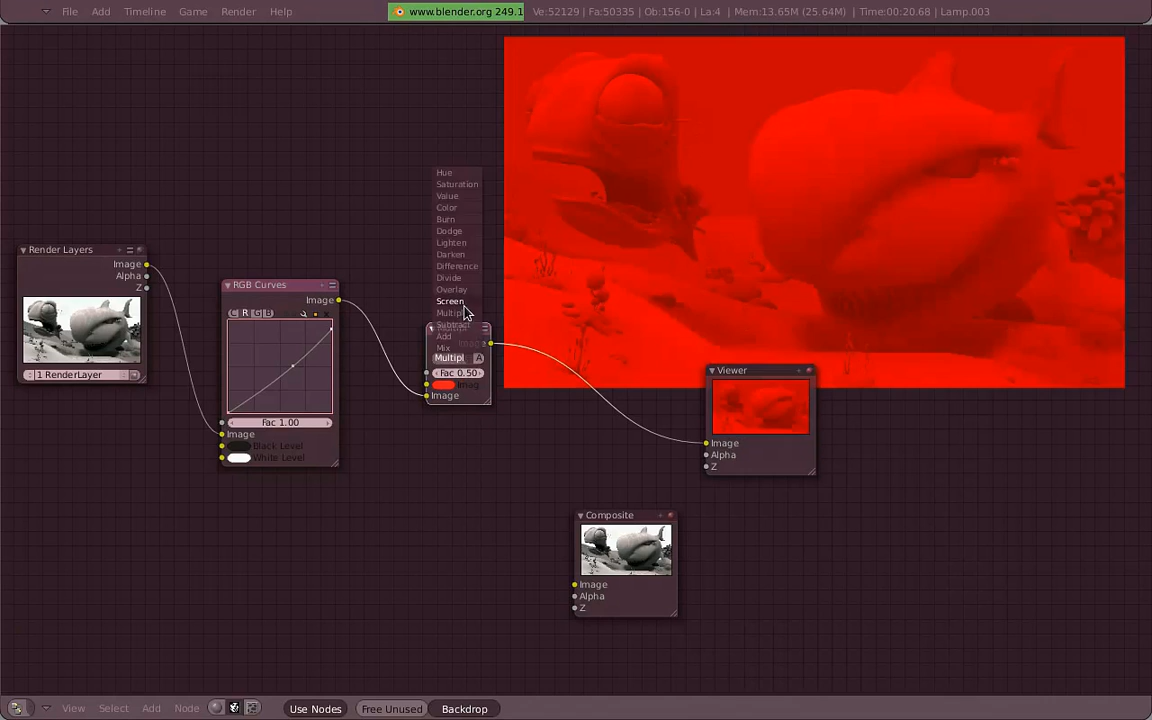 File Add Timeline Game Render Help www.blender.org 249.1 Ve:52129 | Fa:50335 | Ob:156-0 | La:4 | Mem:13.65M (25.64M) | Time:00:20.68 | Lamp.003
Hue
Saturation
Value
Color
Burn
Dodge
Lighten
Darken
Difference
Divide
Overlay
Screen
Multipl
Subtract
Add
Mix
Multipl A
Fac 0.50
Imag
Image
Render Layers
Image
Alpha
Z
1 RenderLayer
RGB Curves
Image
C R G B
Fac 1.00
Image
Black Level
White Level
Viewer
Image
Alpha
Z
Composite
Image
Alpha
Z
View Select Add Node Use Nodes Free Unused Backdrop